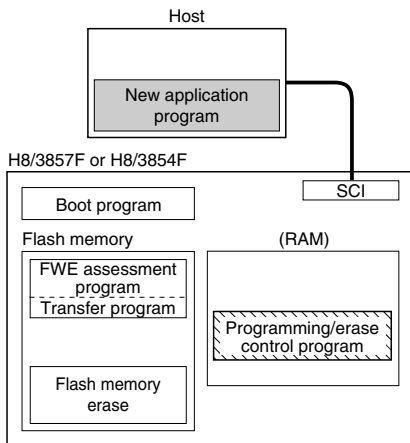 Host
New application
program
H8/3857F or H8/3854F
SCI
Boot program
Flash memory
(RAM)
FWE assessment
program
Transfer program
Programming/erase
control program
Flash memory
erase